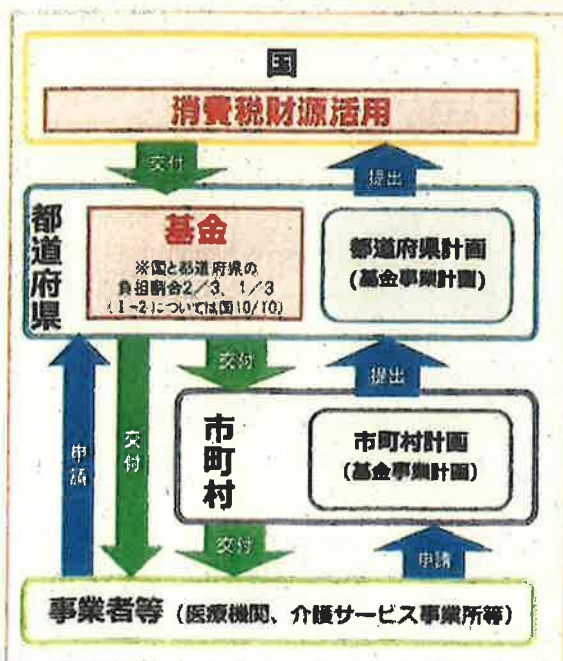 国
消費税財源活用
交付
提出
都道府県
基金
※国と都道府県の
負担割合2/3、1/3
(1-2)については国10/10)
都道府県計画
(基金事業計画)
交付
提出
申請
交付
市町村
市町村計画
(基金事業計画)
交付
申請
事業者等(医療機関、介護サービス事業所等)